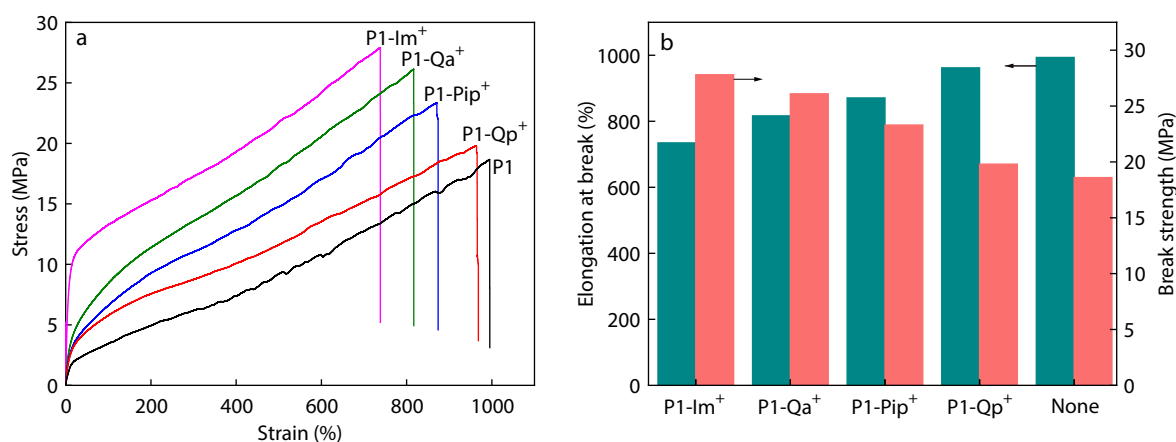 a
30
25
20
15
10
5
0
Stress (MPa)
0 200 400 600 800 1000
Strain (%)
P1-Im⁺
P1-Qa⁺
P1-Pip⁺
P1-Qp⁺
P1
b
1000
800
600
400
200
0
Elongation at break (%)
30
25
20
15
10
5
0
Break strength (MPa)
P1-Im⁺ P1-Qa⁺ P1-Pip⁺ P1-Qp⁺ None